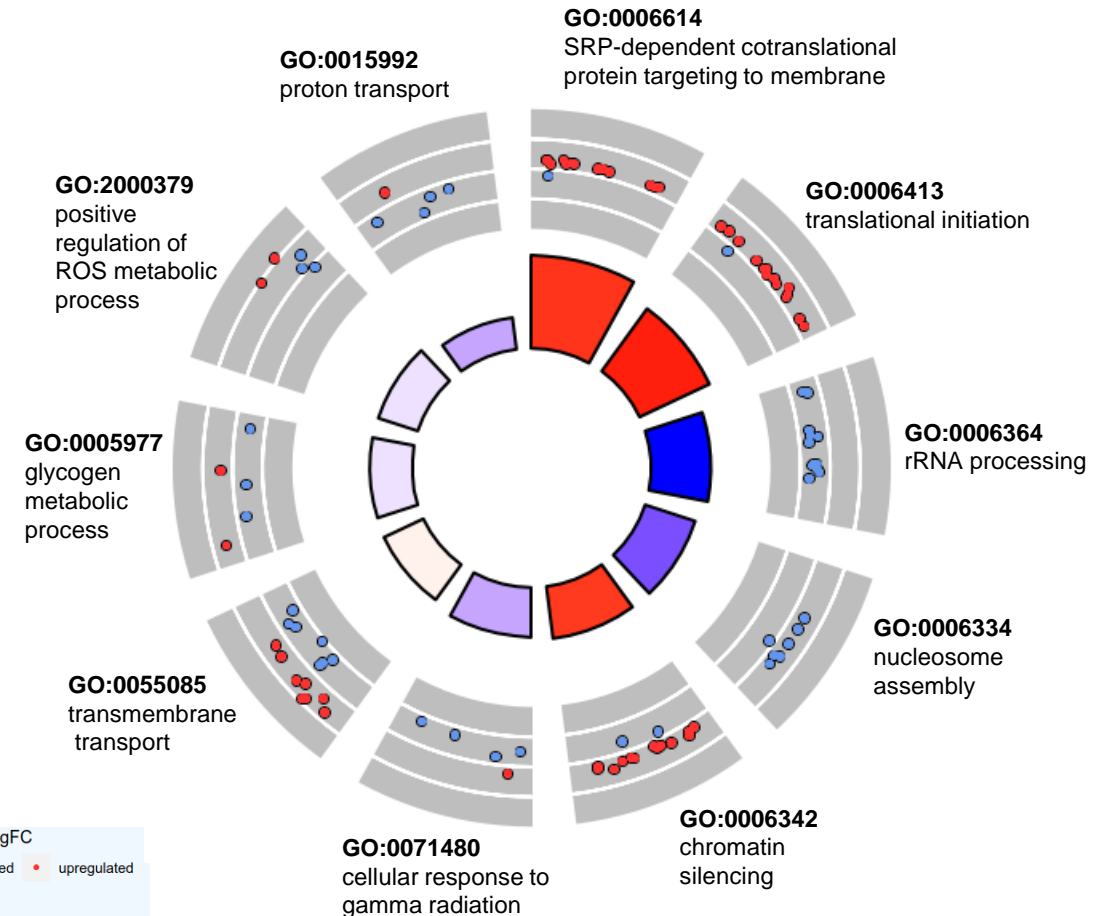 GO:0006614
SRP-dependent cotranslational
protein targeting to membrane
GO:0015992
proton transport
GO:2000379
positive
regulation of
ROS metabolic
process
GO:0006413
translational initiation
GO:0005977
glycogen
metabolic
process
GO:0006364
rRNA processing
GO:0055085
transmembrane
transport
GO:0006334
nucleosome
assembly
GO:0071480
cellular response to
gamma radiation
GO:0006342
chromatin
silencing
gFC
ed upregulated